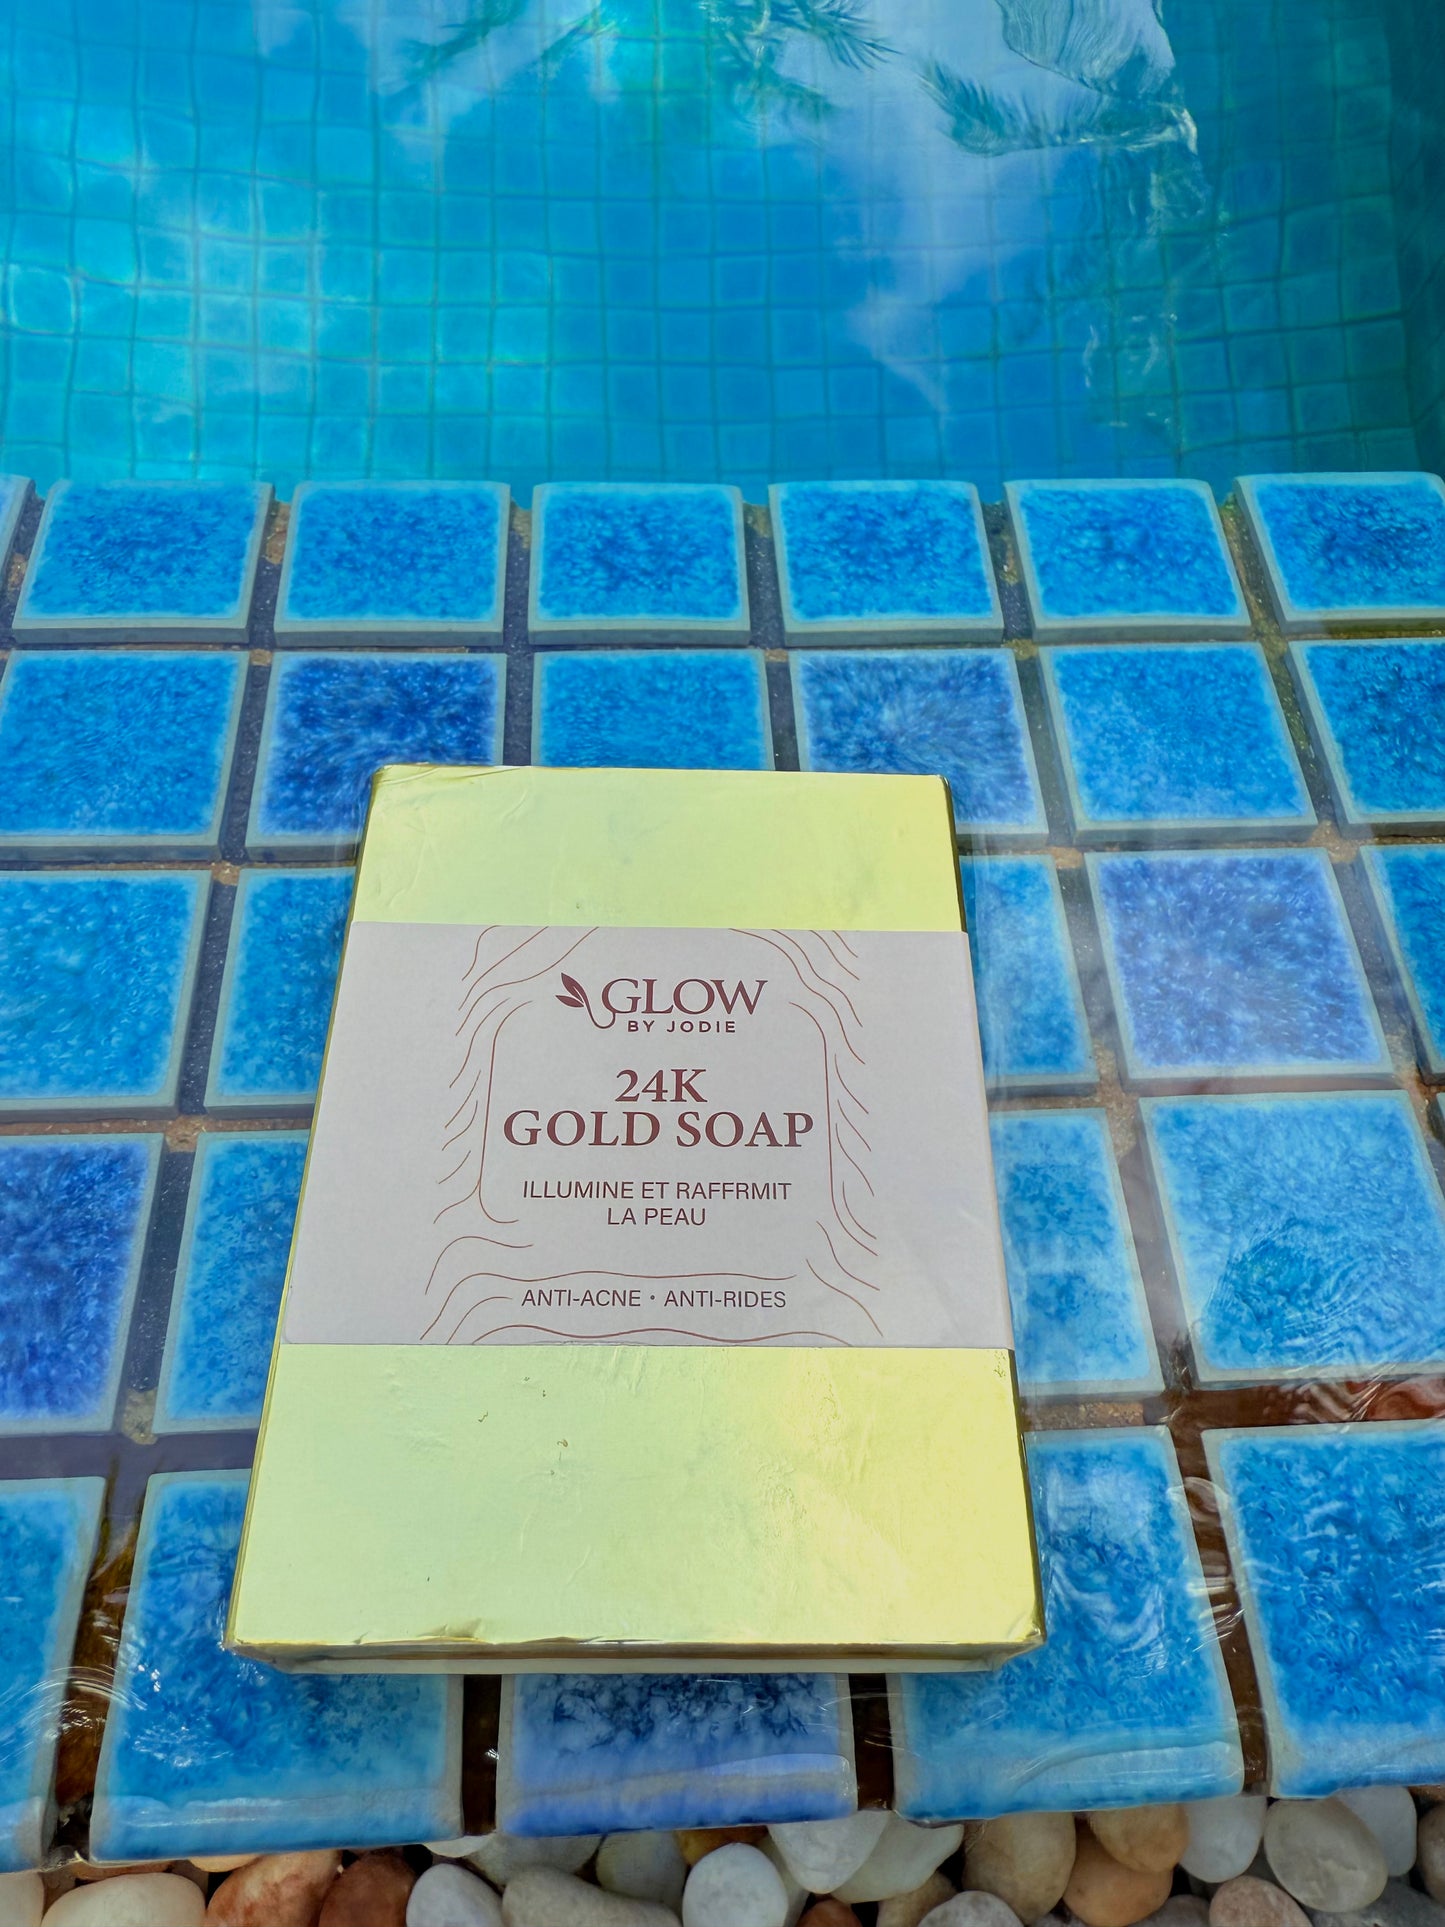 GLOW
BY JODIE
24K
GOLD SOAP
ILLUMINE ET RAFFRMIT
LA PEAU
ANTI-ACNE • ANTI-RIDES